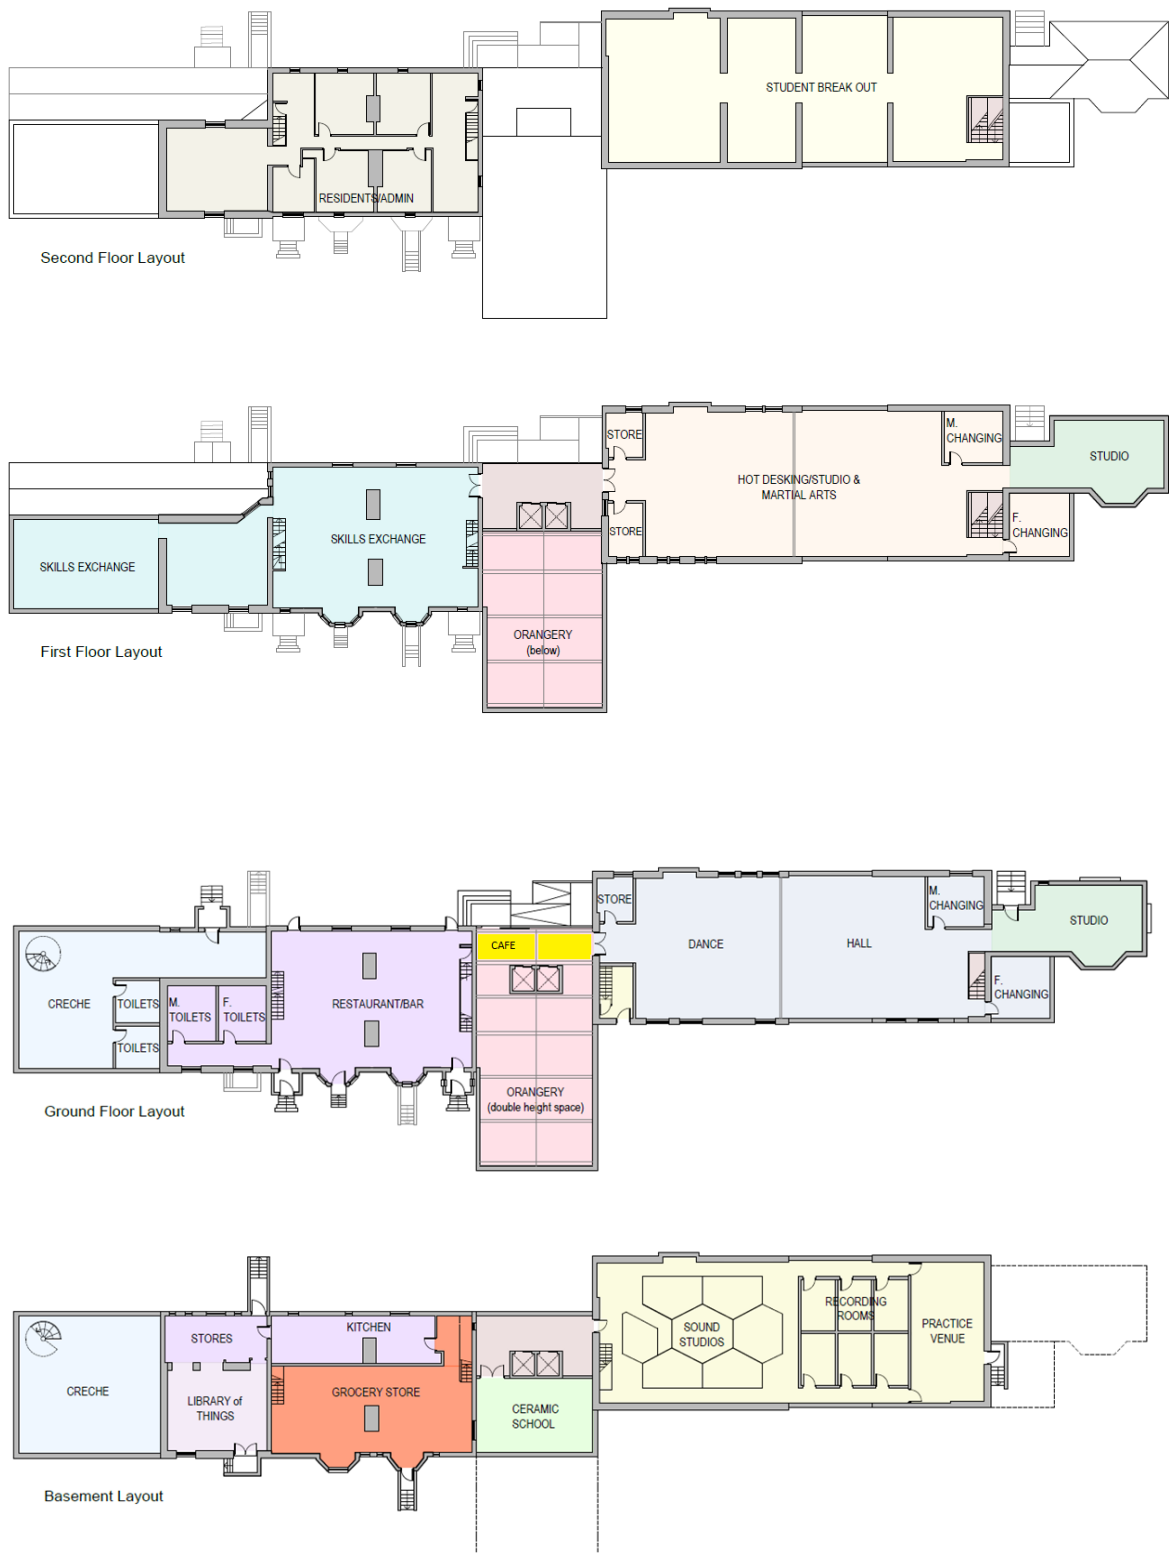 STUDENT BREAK OUT
RESIDENTS/ADMIN
Second Floor Layout
STORE
M.
CHANGING
STUDIO
HOT DESKING/STUDIO &
MARTIAL ARTS
STORE
F.
CHANGING
SKILLS EXCHANGE
SKILLS EXCHANGE
ORANGERY
(below)
First Floor Layout
STORE
M.
CHANGING
STUDIO
CAFE
DANCE
HALL
CRECHE
TOILETS
M.
TOILETS
F.
TOILETS
RESTAURANT/BAR
F.
CHANGING
TOILETS
ORANGERY
(double height space)
Ground Floor Layout
STORES
KITCHEN
SOUND
STUDIOS
RECORDING
ROOMS
PRACTICE
VENUE
CRECHE
LIBRARY of
THINGS
GROCERY STORE
CERAMIC
SCHOOL
Basement Layout